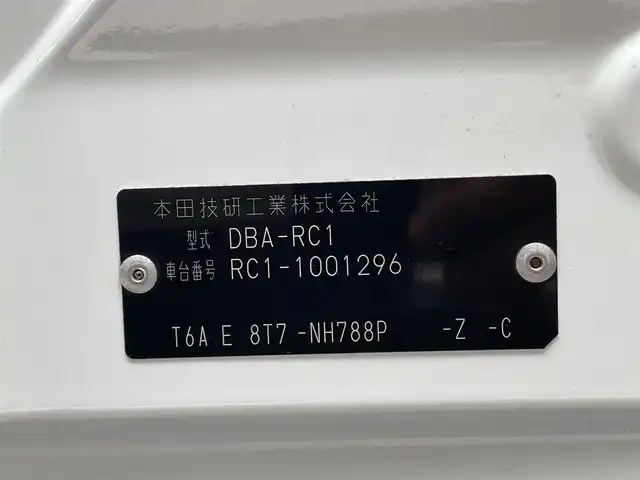 本田技研工業株式会社
型式 DBA-RC1
車台番号 RC1-1001296
T6A E 8T7 -NH788P -Z -C